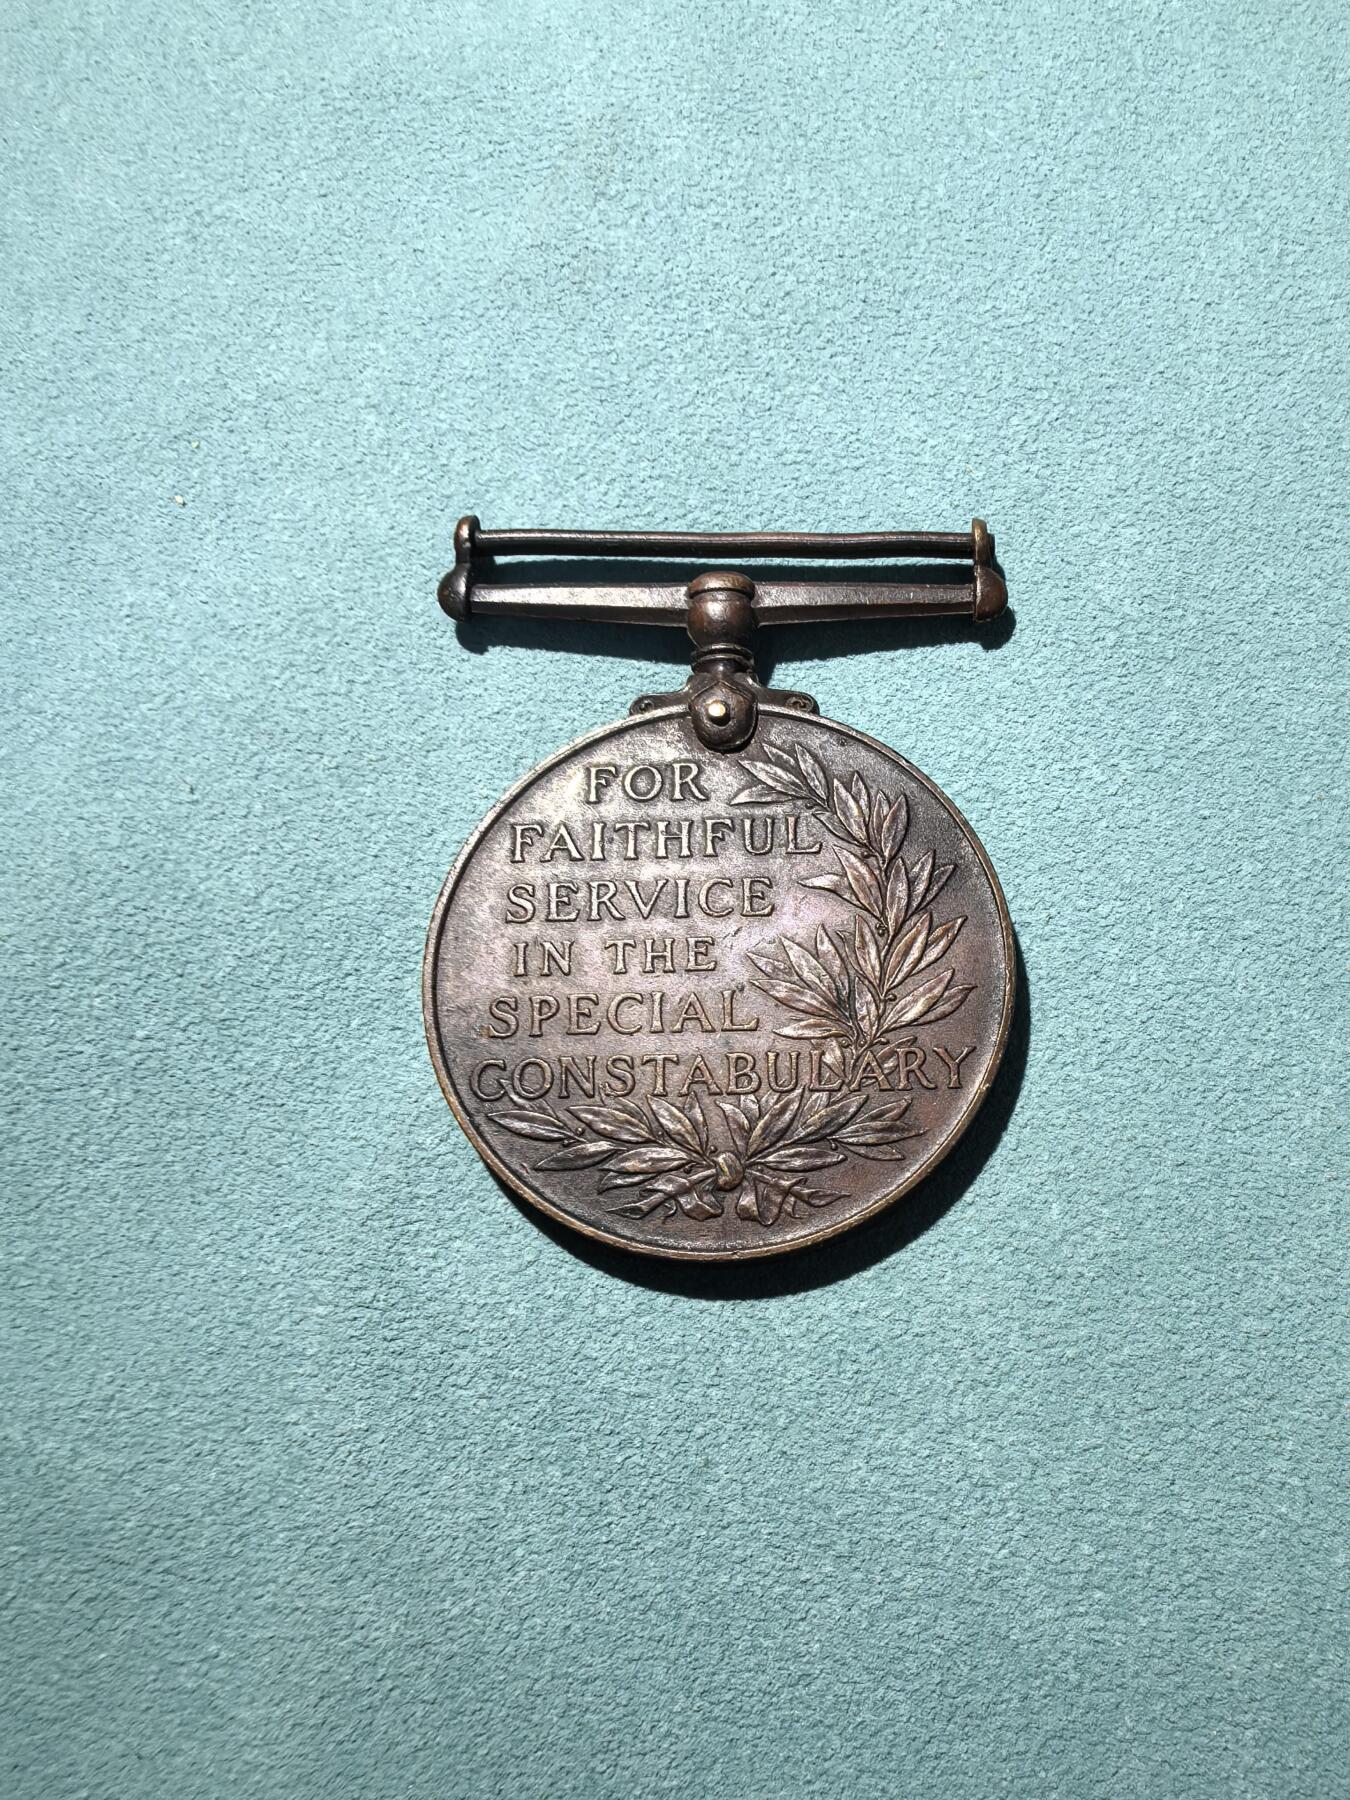 FOR
FAITHFUL
SERVICE
IN THE
SPECIAL
CONSTABULARY